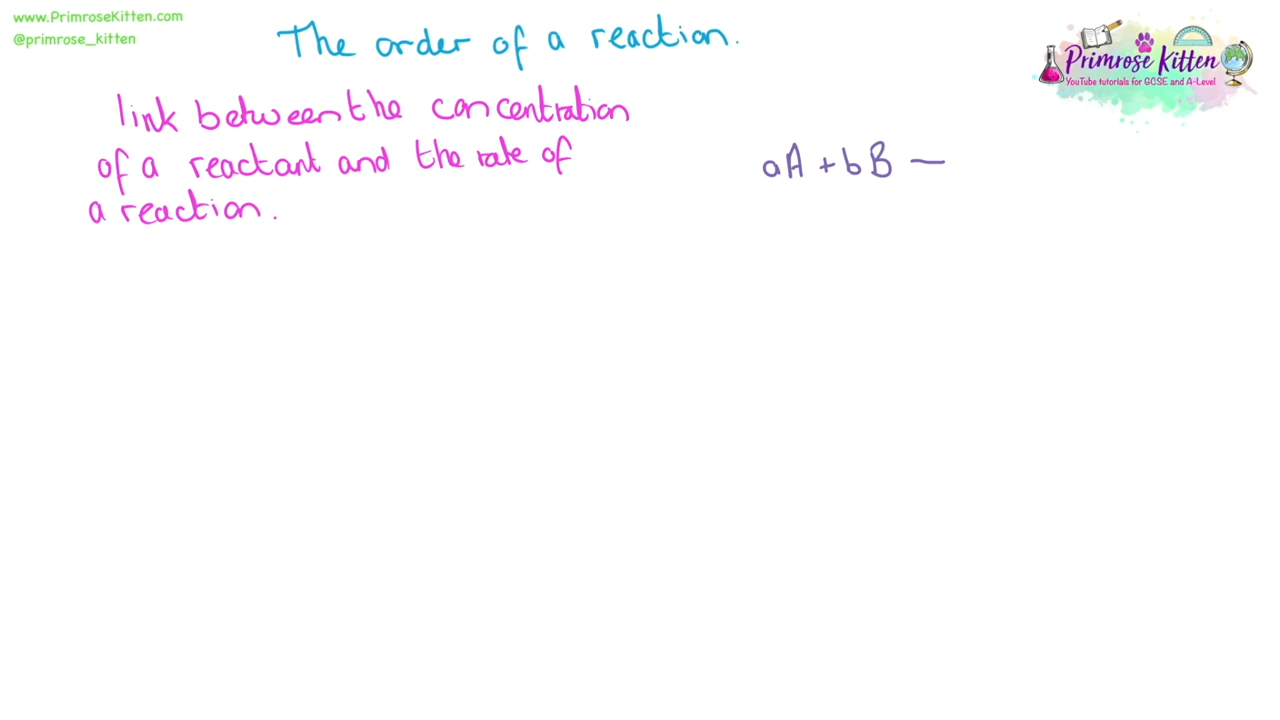 www.PrimroseKitten.com
@primrose_kitten
The order of a reaction.
Primrose Kitten
YouTube tutorials for GCSE and A-Level
link between the concentration
of a reactant and the rate of
a reaction.
aA + bB —